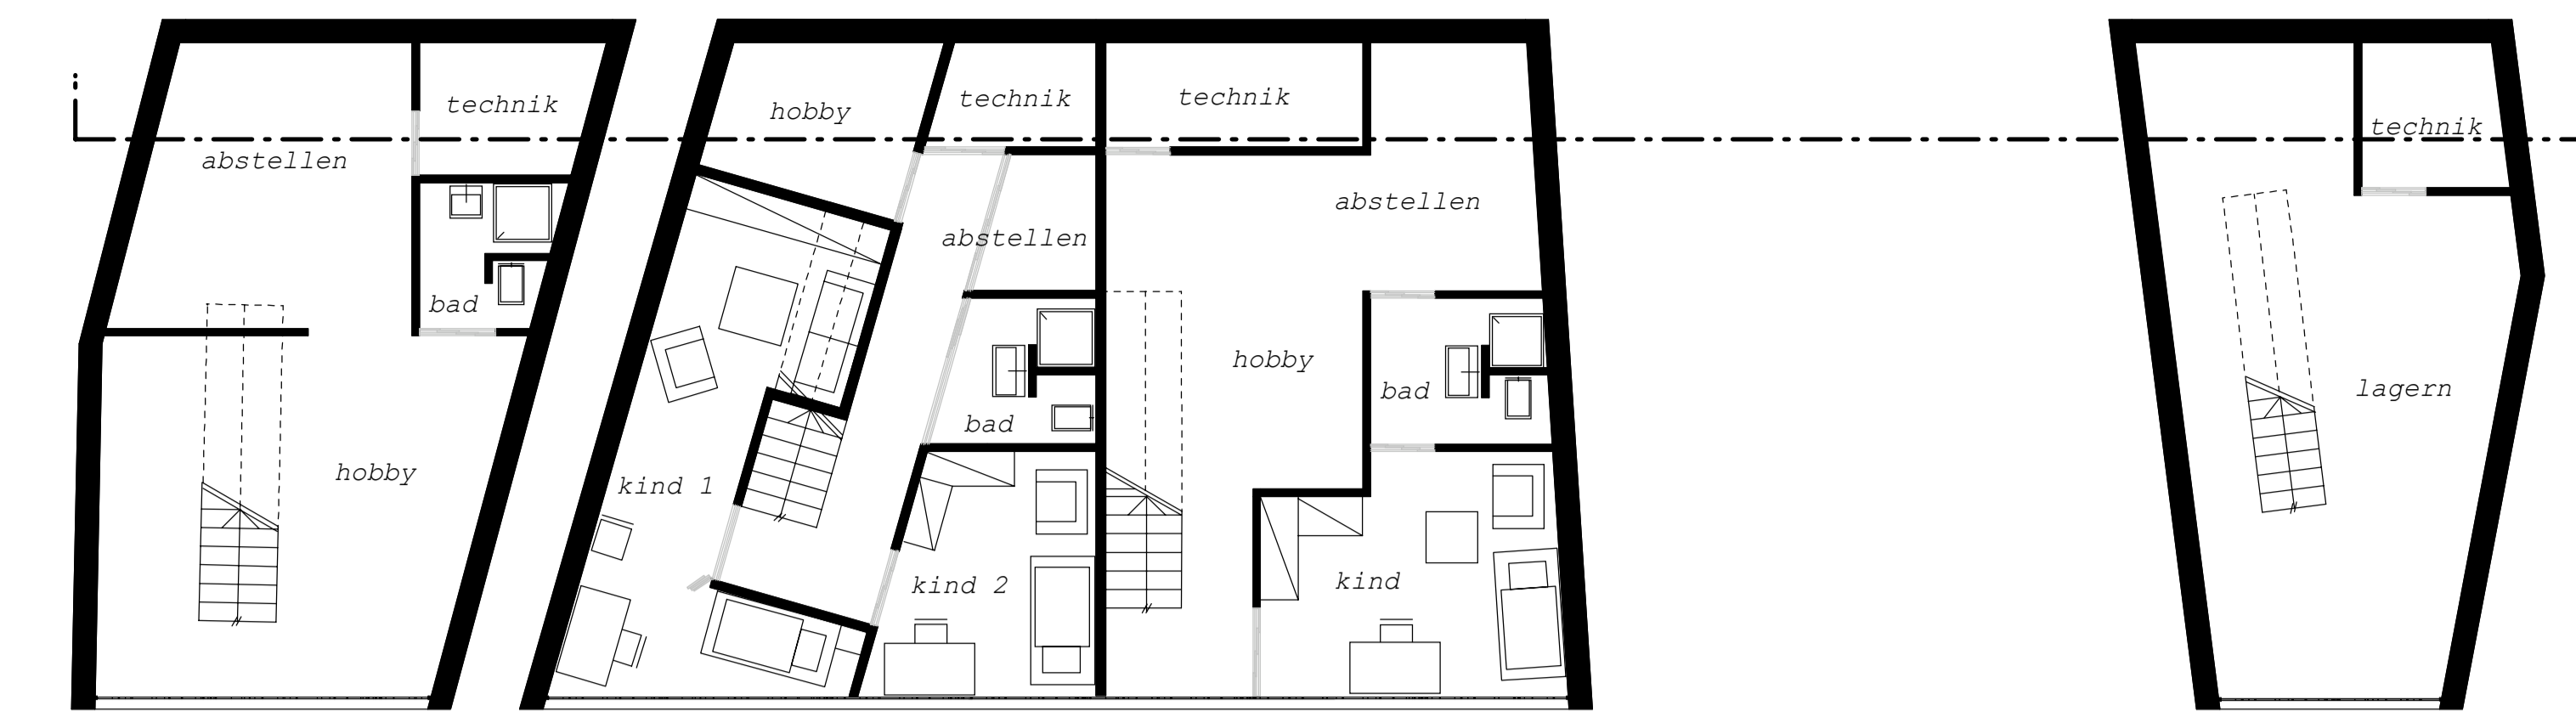 technik
abstellen
bad
hobby
hobby
technik
abstellen
bad
kind 1
kind 2
technik
abstellen
hobby
bad
kind
technik
lagern